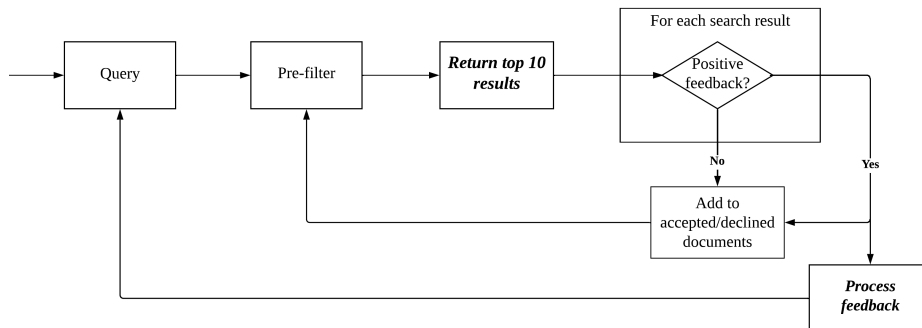 For each search result
Query
Pre-filter
Return top 10
results
Positive
feedback?
No
Yes
Add to
accepted/declined
documents
Process
feedback